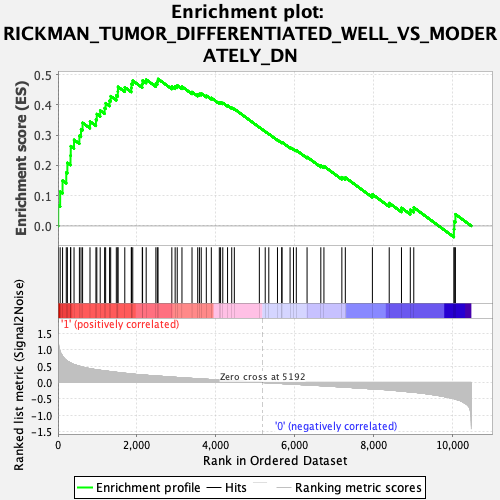 Enrichment plot:
RICKMAN_TUMOR_DIFFERENTIATED_WELL_VS_MODER
ATELY_DN
Enrichment score (ES)
0.5
0.4
0.3
0.2
0.1
0.0
'1' (positively correlated)
Ranked list metric (Signal2Noise)
1.5
1.0
0.5
0.0
-0.5
-1.0
-1.5
Zero cross at 5192
'0' (negatively correlated)
0 2,000 4,000 6,000 8,000 10,000
Rank in Ordered Dataset
Enrichment profile Hits Ranking metric scores